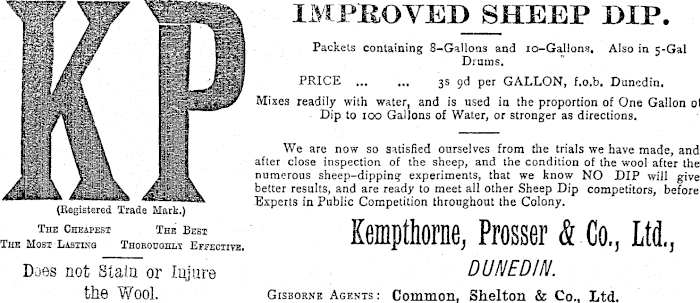 KP
(Registered Trade Mark.)
THE CHEAPEST THE BEST
THE MOST LASTING THOROUGHLY EFFECTIVE.
Does not Stain or Injure
the Wool.
IMPROVED SHEEP DIP.
Packets containing 8-Gallons and 10-Gallons. Also in 5-Gal
Drums.
PRICE ... ... 3s 9d per GALLON, f.o.b. Dunedin.
Mixes readily with water, and is used in the proportion of One Gallon of
Dip to 100 Gallons of Water, or stronger as directions.
We are now so satisfied ourselves from the trials we have made, and
after close inspection of the sheep, and the condition of the wool after the
numerous sheep-dipping experiments, that we know NO DIP will give
better results, and are ready to meet all other Sheep Dip competitors, before
Experts in Public Competition throughout the Colony.
Kempthorne, Prosser & Co., Ltd.,
DUNEDIN.
GISBORNE AGENTS: Common, Shelton & Co., Ltd.